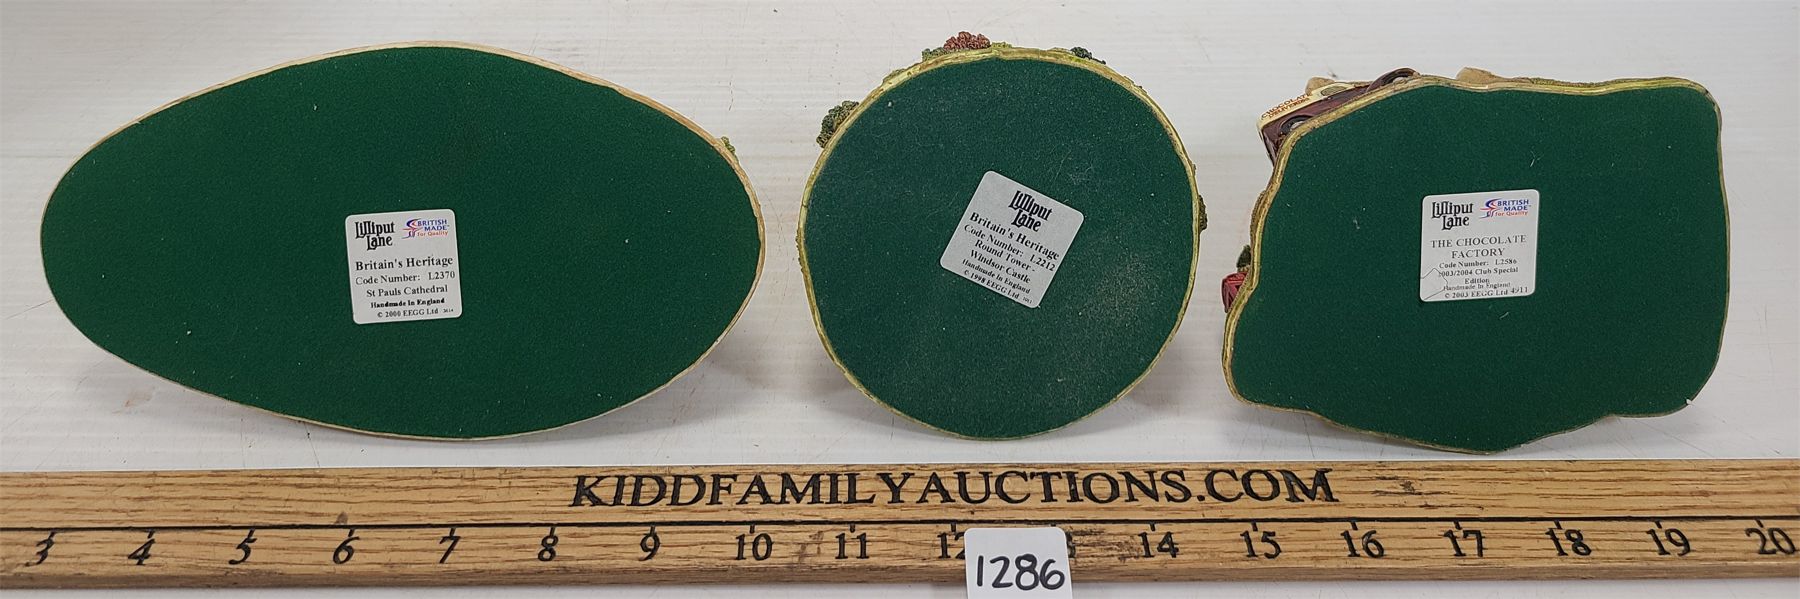 Lilliput
Lane
BRITISH
MADE
for Quality
Britain's Heritage
Code Number: L2370
St Pauls Cathedral
Handmade In England
© 2000 EEGG Ltd
Lilliput
Lane
Britain's Heritage
Code Number: L2212
Round Tower -
Windsor Castle
Handmade In England
© 1998 EEGG Ltd
CHOCOLATE
Lilliput
Lane
BRITISH
MADE
for Quality
THE CHOCOLATE
FACTORY
Code Number: L2586
2003/2004 Club Special
Edition
Handmade In England
© 2003 EEGG Ltd 4911
KIDDFAMILYAUCTIONS.COM
3 4 5 6 7 8 9 10 11 12 14 15 16 17 18 19 20
1286